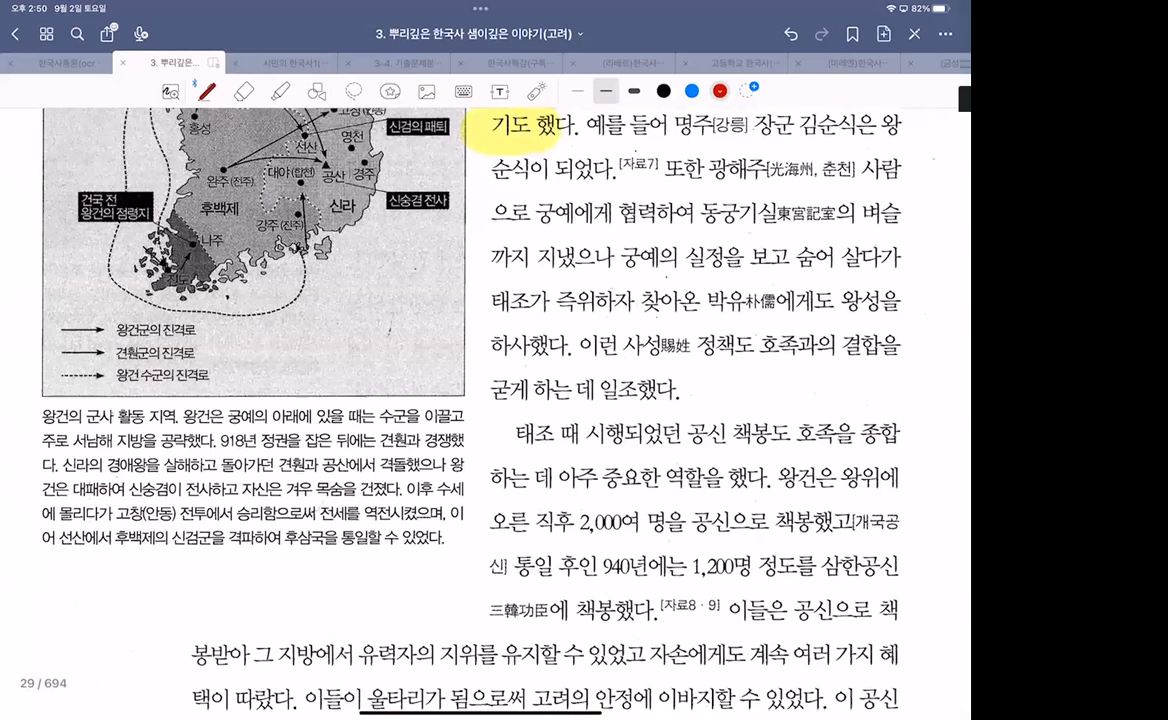 오후 2:50 9월 2일 토요일
82%
3. 뿌리깊은 한국사 샘이깊은 이야기(고려)
한국사통론(ocr
3. 뿌리깊은...
시민의 한국사1(
3-4. 기출문제분...
한국사특강(구특...
(리베르)한국사...
고등학교 한국사(
(미래엔)한국사...
(금성
홍성
고창(안동)
신검의 패퇴
선산
영천
완주(전주)
대야(합천)
공산
경주
건국 전
왕건의 점령지
후백제
신숭겸 전사
신라
강주(진주)
나주
진도
왕건군의 진격로
견훤군의 진격로
왕건 수군의 진격로
왕건의 군사 활동 지역. 왕건은 궁예의 아래에 있을 때는 수군을 이끌고
주로 서남해 지방을 공략했다. 918년 정권을 잡은 뒤에는 견훤과 경쟁했
다. 신라의 경애왕을 살해하고 돌아가던 견훤과 공산에서 격돌했으나 왕
건은 대패하여 신숭겸이 전사하고 자신은 겨우 목숨을 건졌다. 이후 수세
에 몰리다가 고창(안동) 전투에서 승리함으로써 전세를 역전시켰으며, 이
어 선산에서 후백제의 신검군을 격파하여 후삼국을 통일할 수 있었다.
기도 했다. 예를 들어 명주[강릉] 장군 김순식은 왕
순식이 되었다.[자료7] 또한 광해주[光海州, 춘천] 사람
으로 궁예에게 협력하여 동궁기실東宮記室의 벼슬
까지 지냈으나 궁예의 실정을 보고 숨어 살다가
태조가 즉위하자 찾아온 박유朴儒에게도 왕성을
하사했다. 이런 사성賜姓 정책도 호족과의 결합을
굳게 하는 데 일조했다.
태조 때 시행되었던 공신 책봉도 호족을 종합
하는 데 아주 중요한 역할을 했다. 왕건은 왕위에
오른 직후 2,000여 명을 공신으로 책봉했고[개국공
신] 통일 후인 940년에는 1,200명 정도를 삼한공신
三韓功臣에 책봉했다.[자료8·9] 이들은 공신으로 책
봉받아 그 지방에서 유력자의 지위를 유지할 수 있었고 자손에게도 계속 여러 가지 혜
택이 따랐다. 이들이 울타리가 됨으로써 고려의 안정에 이바지할 수 있었다. 이 공신
29 / 694